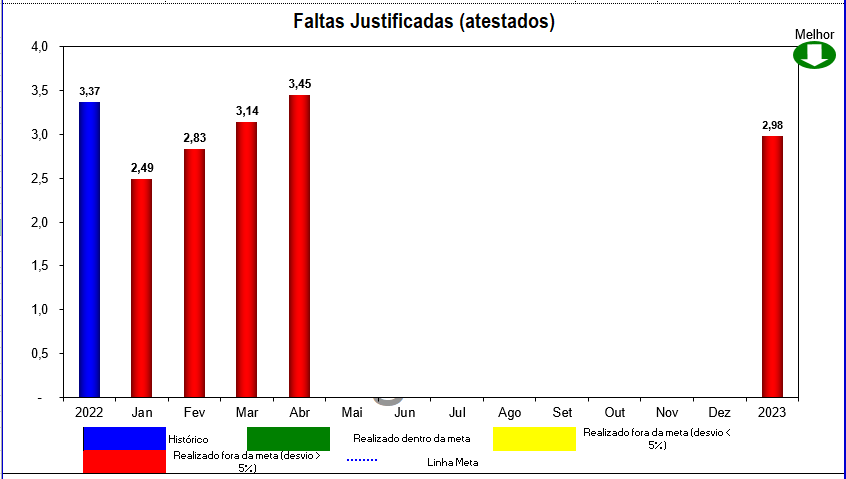 Faltas Justificadas (atestados)
Melhor
4,0
3,5
3,0
2,5
2,0
1,5
1,0
0,5
-
3,37
2,49
2,83
3,14
3,45
2,98
2022 Jan Fev Mar Abr Mai Jun Jul Ago Set Out Nov Dez 2023
Histórico
Realizado dentro da meta
Realizado fora da meta (desvio <
5%)
Realizado fora da meta (desvio >
5%)
Linha Meta